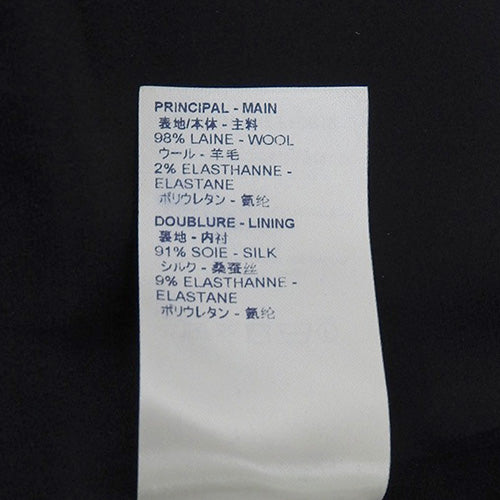 PRINCIPAL - MAIN
表地/本体 - 主料
98% LAINE - WOOL
ウール - 羊毛
2% ELASTHANNE -
ELASTANE
ポリウレタン - 氨纶
DOUBLURE - LINING
裏地 - 内衬
91% SOIE - SILK
シルク - 桑蚕丝
9% ELASTHANNE -
ELASTANE
ポリウレタン - 氨纶